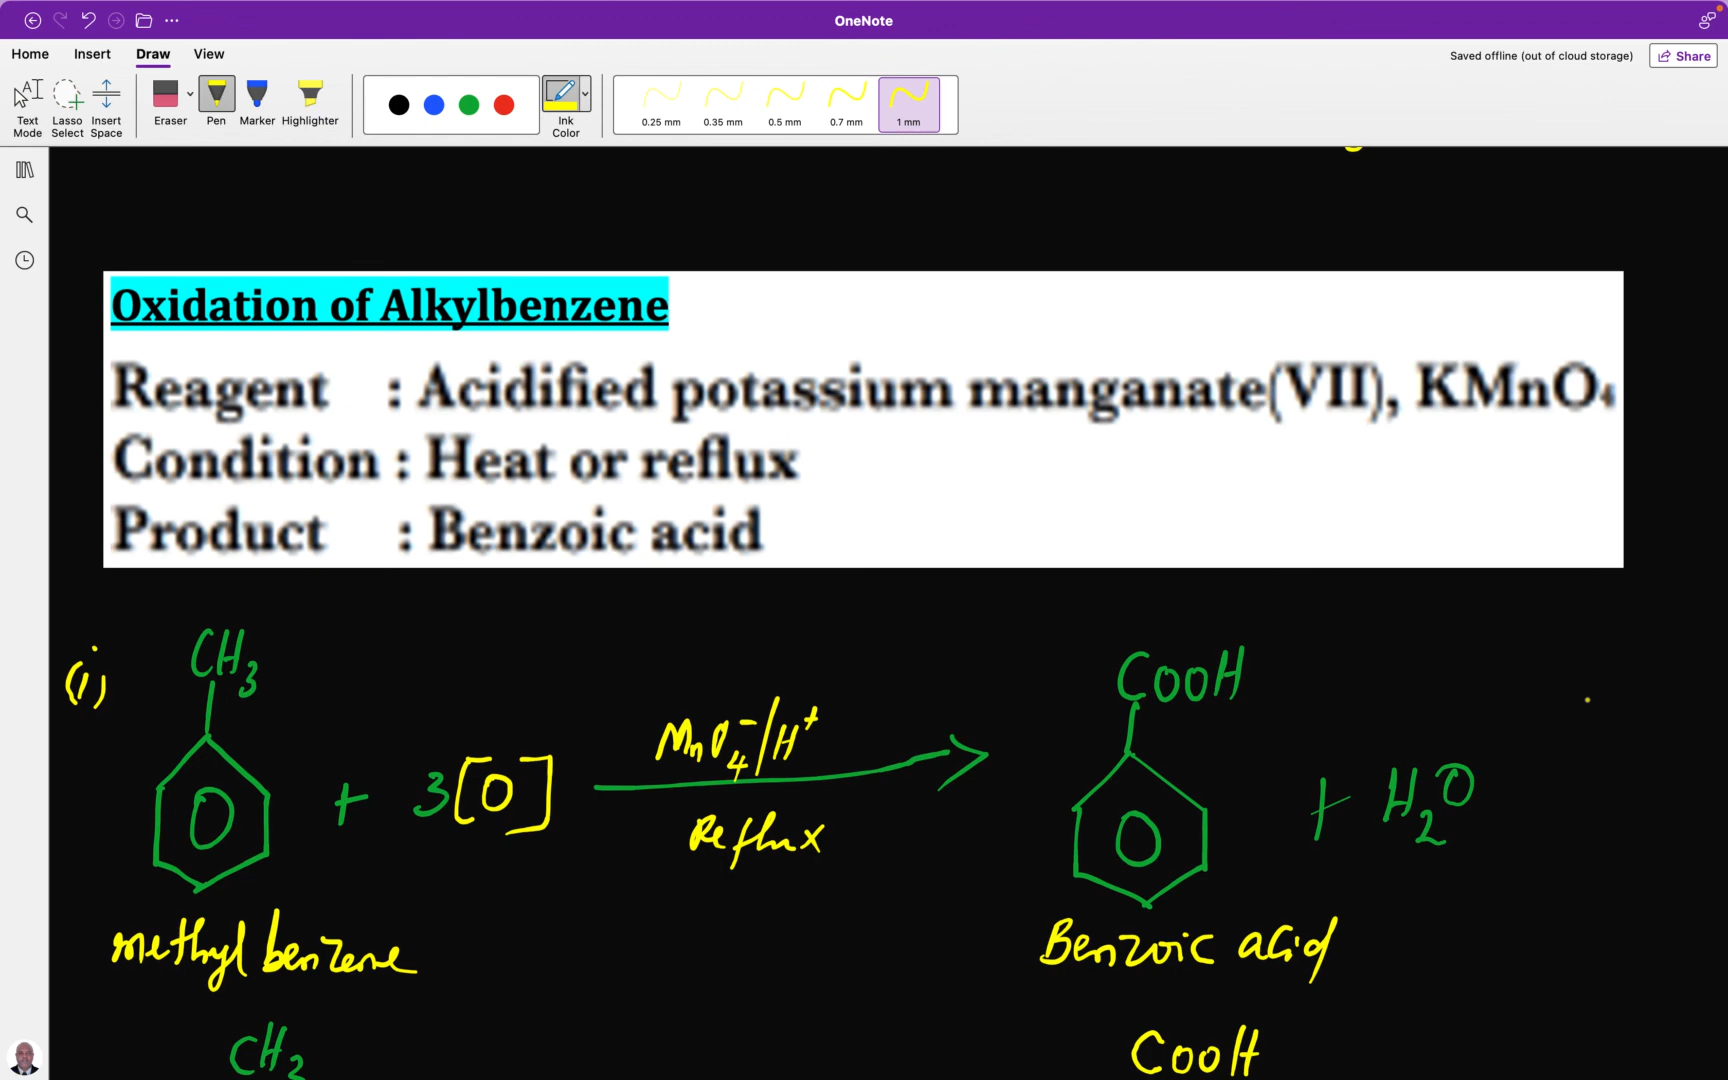 OneNote
Home Insert Draw View
Saved offline (out of cloud storage) Share
Text Mode
Lasso Select
Insert Space
Eraser
Pen
Marker
Highlighter
Ink Color
0.25 mm
0.35 mm
0.5 mm
0.7 mm
1 mm
Oxidation of Alkylbenzene
Reagent : Acidified potassium manganate(VII), KMnO₄
Condition : Heat or reflux
Product : Benzoic acid
(i)
CH₃
COOH
+ 3[O]
MnO₄⁻/H⁺
Reflux
+ H₂O
methyl benzene
Benzoic acid
CH₃
COOH